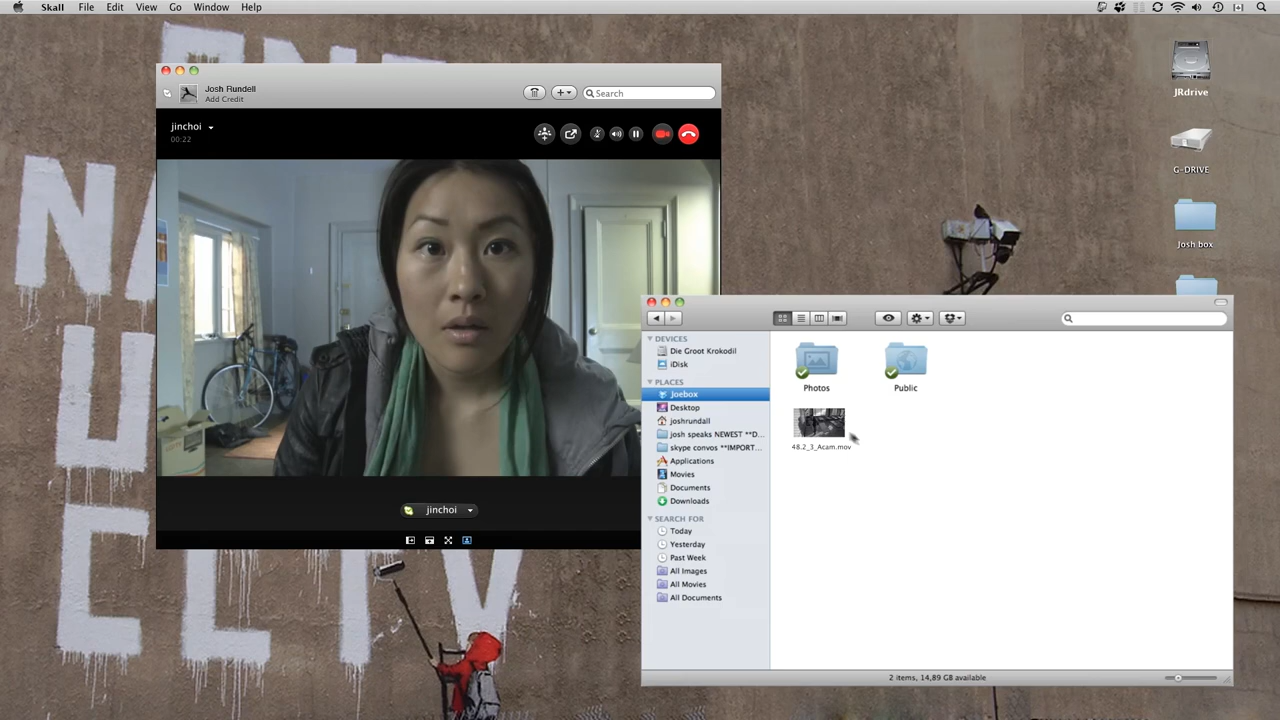 Skall File Edit View Go Window Help
Josh Rundell
Add Credit
Search
jinchoi
00:22
jinchoi
JRdrive
G-DRIVE
Josh box
DEVICES
Die Groot Krokodil
iDisk
PLACES
Joebox
Desktop
joshrundall
josh speaks NEWEST **D...
skype convos **IMPORT...
Applications
Movies
Documents
Downloads
SEARCH FOR
Today
Yesterday
Past Week
All Images
All Movies
All Documents
Photos
Public
48.2_3_Acam.mov
2 items, 14,89 GB available